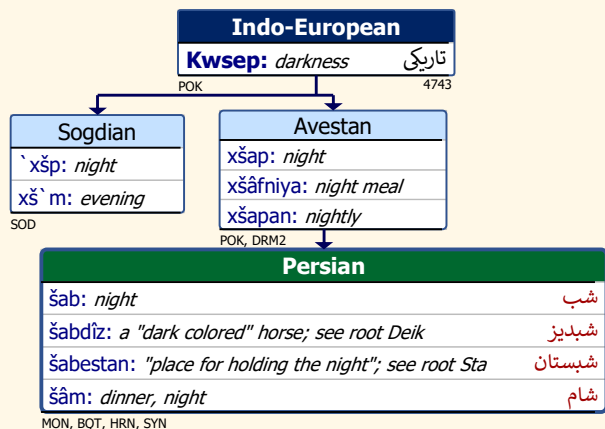 Indo-European
Kwsep: darkness تاریکی
POK 4743
Sogdian
`xšp: night
xš`m: evening
SOD
Avestan
xšap: night
xšâfniya: night meal
xšapan: nightly
POK, DRM2
Persian
šab: night شب
šabdîz: a "dark colored" horse; see root Deik شبدیز
šabestan: "place for holding the night"; see root Sta شبستان
šâm: dinner, night شام
MON, BQT, HRN, SYN